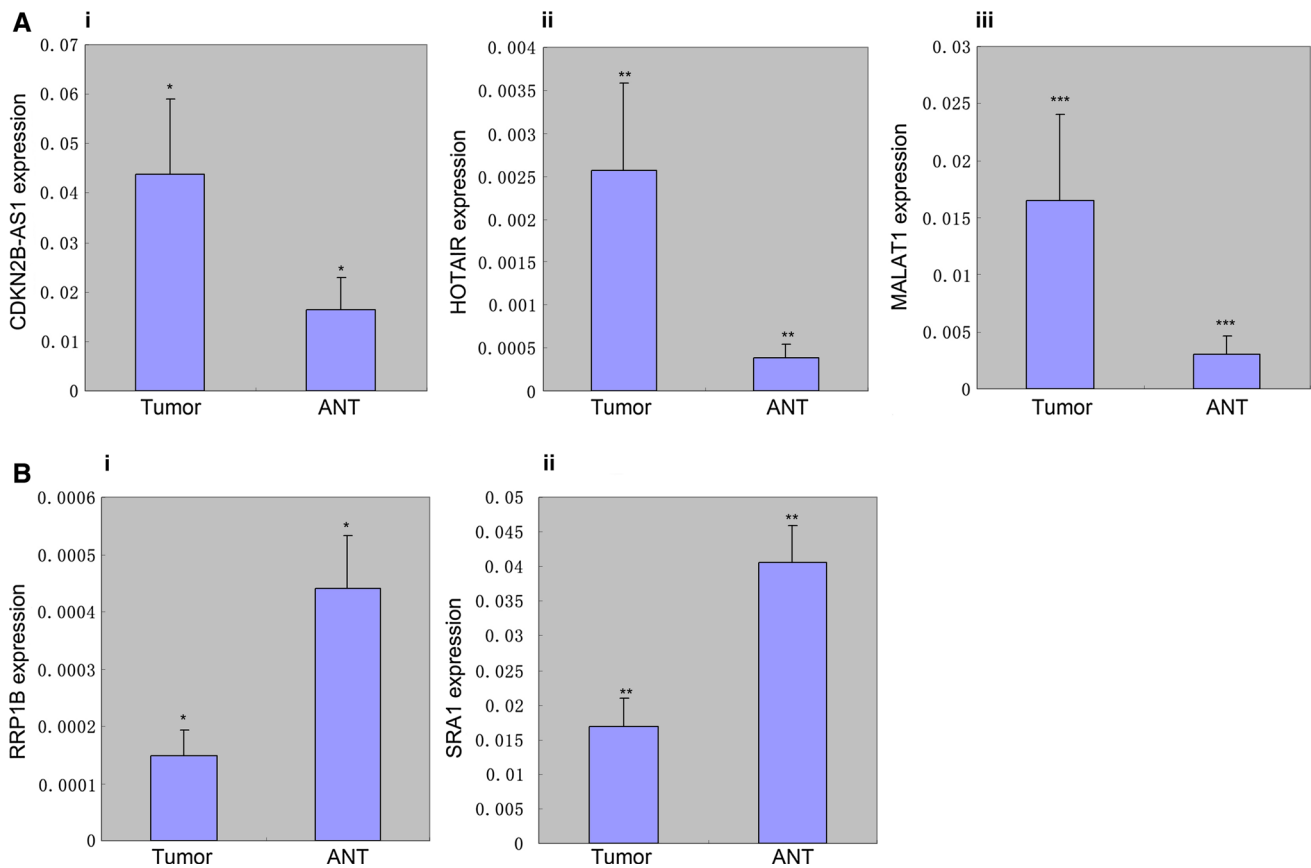 A
i
CDKN2B-AS1 expression
0.07
0.06
0.05
0.04
0.03
0.02
0.01
0
*
*
Tumor
ANT
ii
HOTAIR expression
0.004
0.0035
0.003
0.0025
0.002
0.0015
0.001
0.0005
0
**
**
Tumor
ANT
iii
MALAT1 expression
0.03
0.025
0.02
0.015
0.01
0.005
0
***
***
Tumor
ANT
B
i
RRP1B expression
0.0006
0.0005
0.0004
0.0003
0.0002
0.0001
0
*
*
Tumor
ANT
ii
SRA1 expression
0.05
0.045
0.04
0.035
0.03
0.025
0.02
0.015
0.01
0.005
0
**
**
Tumor
ANT